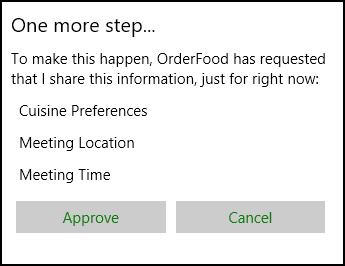 One more step...
To make this happen, OrderFood has requested
that I share this information, just for right now:
Cuisine Preferences
Meeting Location
Meeting Time
Approve Cancel